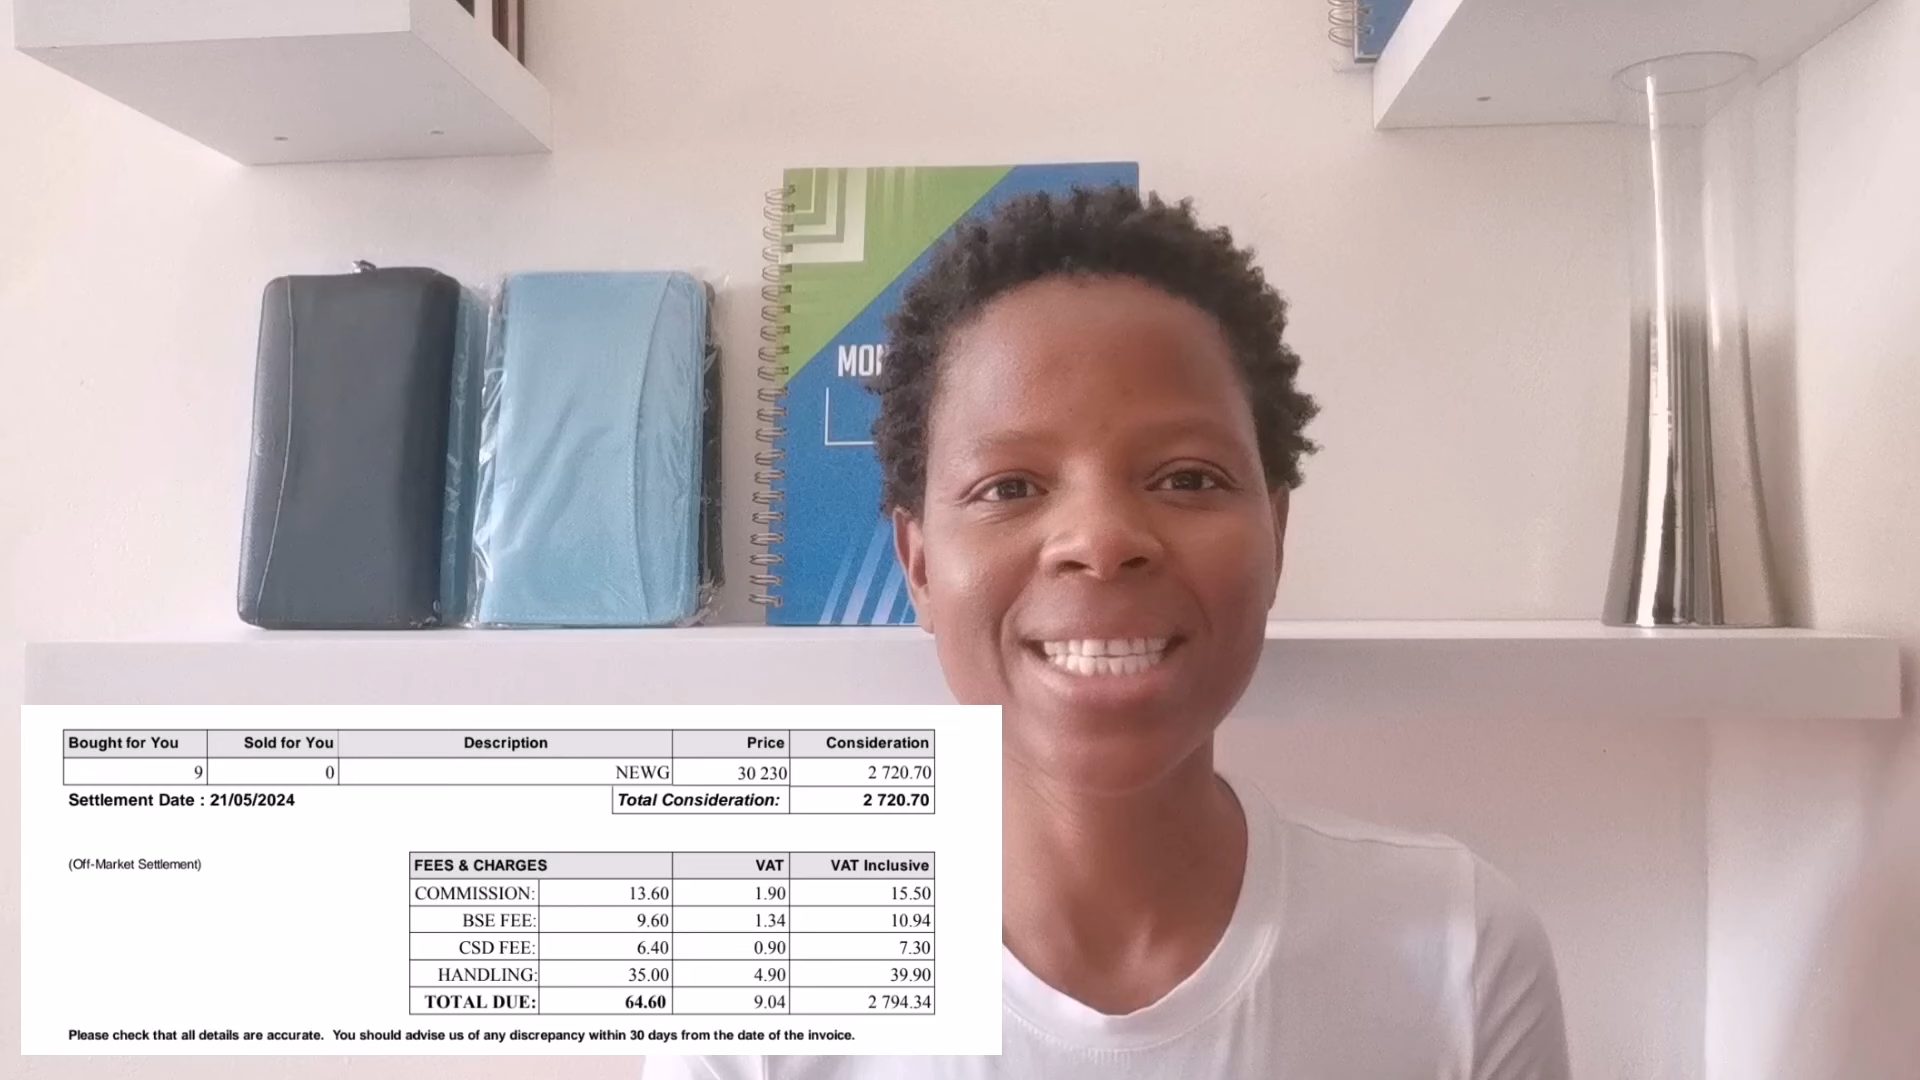 MON
Bought for You Sold for You Description Price Consideration
9 0 NEWG 30 230 2 720.70
Settlement Date : 21/05/2024 Total Consideration: 2 720.70
(Off-Market Settlement) FEES & CHARGES VAT VAT Inclusive
COMMISSION: 13.60 1.90 15.50
BSE FEE: 9.60 1.34 10.94
CSD FEE: 6.40 0.90 7.30
HANDLING: 35.00 4.90 39.90
TOTAL DUE: 64.60 9.04 2 794.34
Please check that all details are accurate. You should advise us of any discrepancy within 30 days from the date of the invoice.